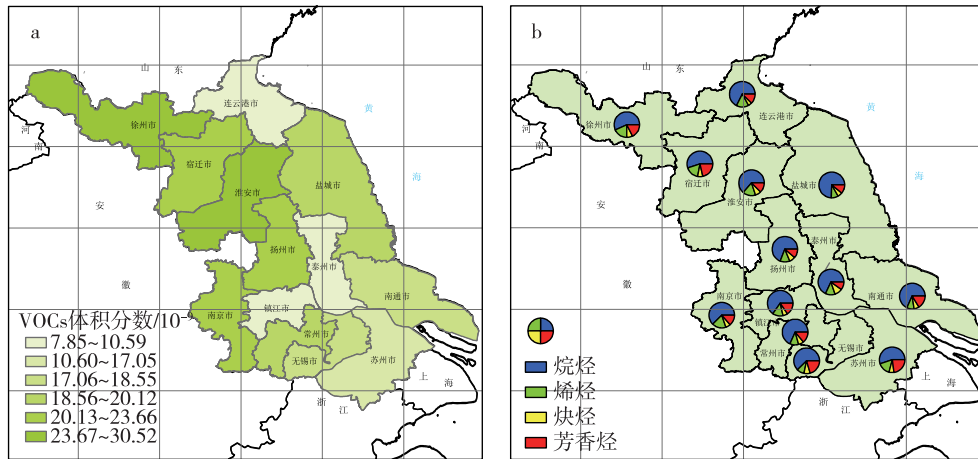 a
山 东
黄
海
河
南
安
徽
浙
江
上
海
连云港市
徐州市
宿迁市
淮安市
盐城市
扬州市
泰州市
南京市
镇江市
南通市
常州市
无锡市
苏州市
VOCs体积分数/10⁻⁹
7.85~10.59
10.60~17.05
17.06~18.55
18.56~20.12
20.13~23.66
23.67~30.52
b
山 东
黄
海
河
南
安
徽
浙
江
上
海
连云港市
徐州市
宿迁市
淮安市
盐城市
泰州市
扬州市
南京市
南通市
镇江市
常州市
无锡市
苏州市
烷烃
烯烃
炔烃
芳香烃